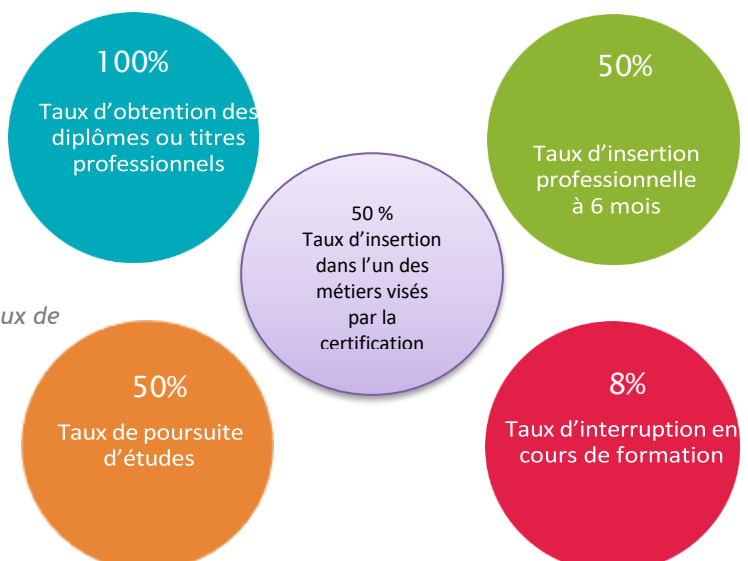 100%
Taux d’obtention des
diplômes ou titres
professionnels
50%
Taux d’insertion
professionnelle
à 6 mois
50 %
Taux d’insertion
dans l’un des
métiers visés
par la
certification
ux de
50%
Taux de poursuite
d’études
8%
Taux d’interruption en
cours de formation